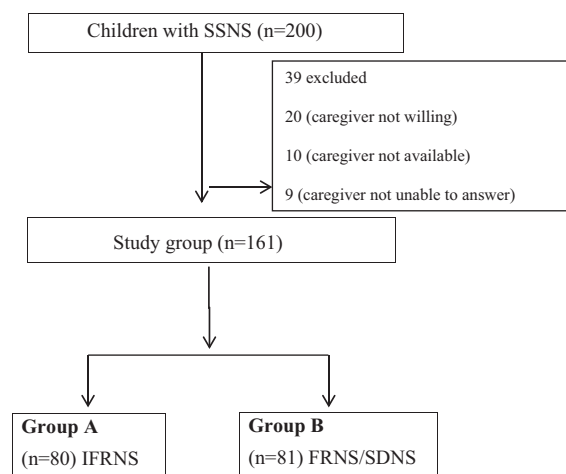 Children with SSNS (n=200)
39 excluded
20 (caregiver not willing)
10 (caregiver not available)
9 (caregiver not unable to answer)
Study group (n=161)
Group A
(n=80) IFRNS
Group B
(n=81) FRNS/SDNS